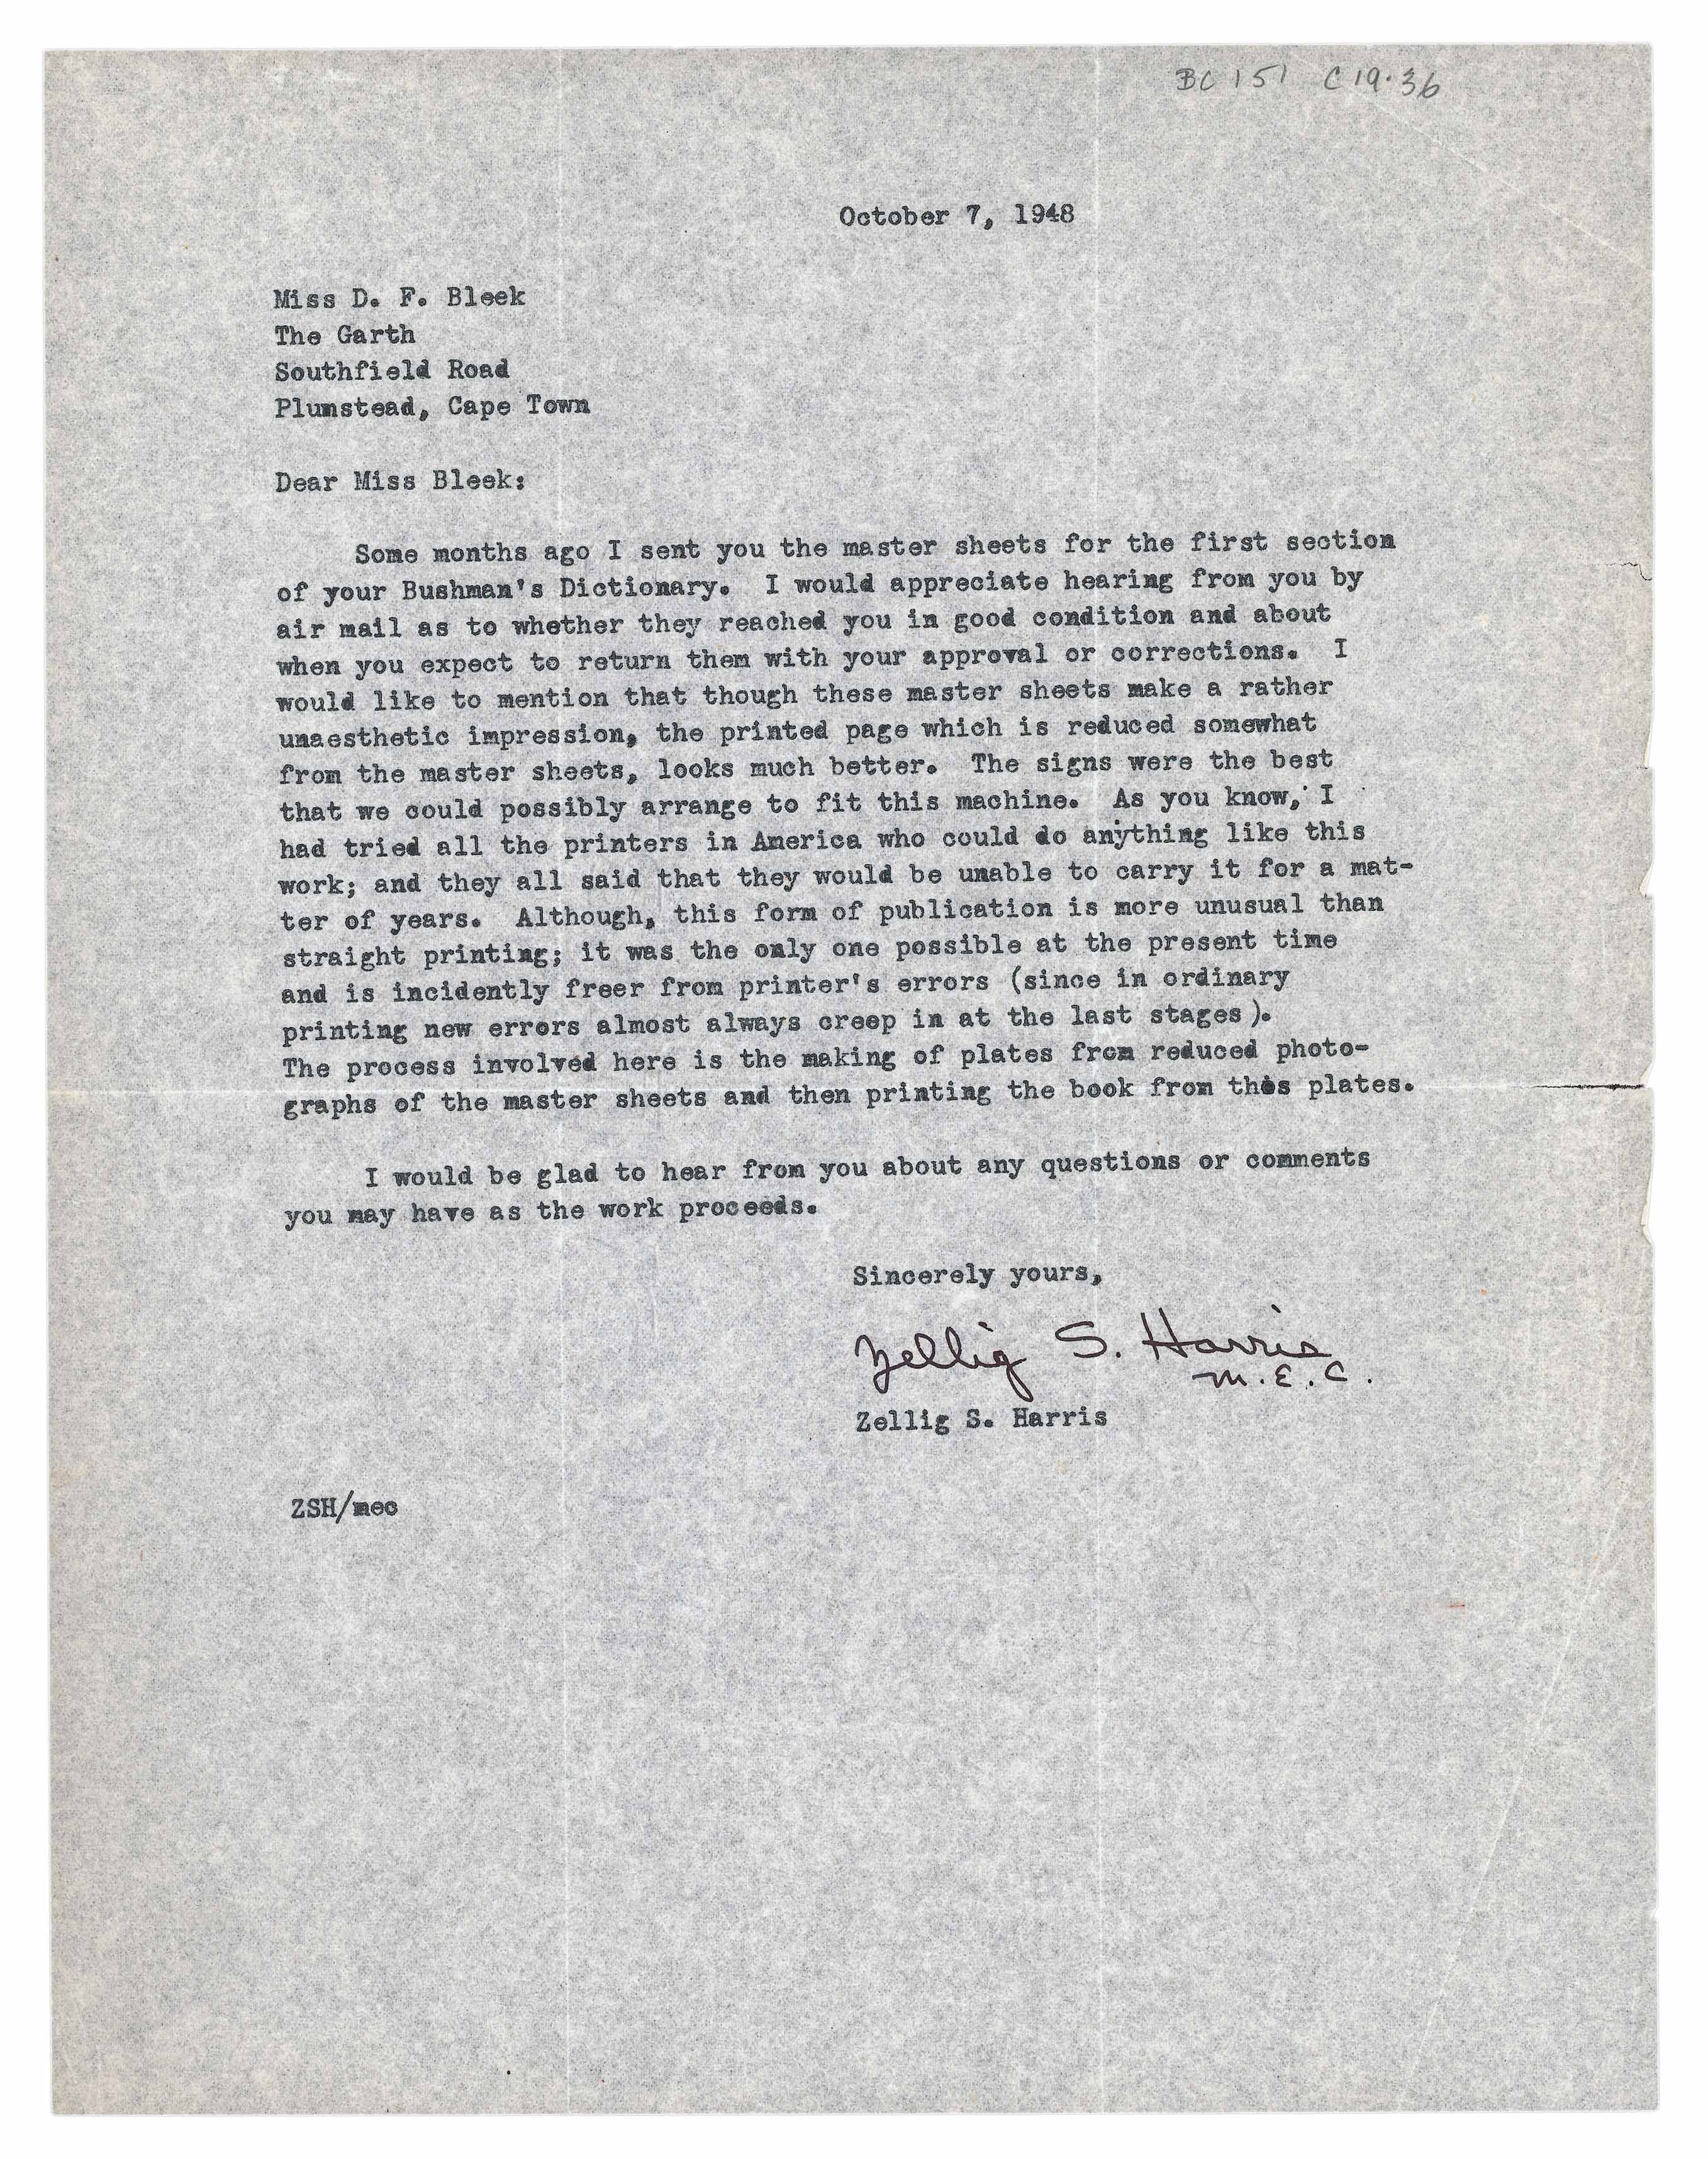 BC 151 C19.36
October 7, 1948
Miss D. F. Bleek
The Garth
Southfield Road
Plumstead, Cape Town
Dear Miss Bleek:
Some months ago I sent you the master sheets for the first section
of your Bushman's Dictionary. I would appreciate hearing from you by
air mail as to whether they reached you in good condition and about
when you expect to return them with your approval or corrections. I
would like to mention that though these master sheets make a rather
unaesthetic impression, the printed page which is reduced somewhat
from the master sheets, looks much better. The signs were the best
that we could possibly arrange to fit this machine. As you know, I
had tried all the printers in America who could do anything like this
work; and they all said that they would be unable to carry it for a mat-
ter of years. Although, this form of publication is more unusual than
straight printing; it was the only one possible at the present time
and is incidently freer from printer's errors (since in ordinary
printing new errors almost always creep in at the last stages).
The process involved here is the making of plates from reduced photo-
graphs of the master sheets and then printing the book from plates.
I would be glad to hear from you about any questions or comments
you may have as the work proceeds.
Sincerely yours,
Zellig S. Harris
M.E.C.
Zellig S. Harris
ZSH/mec